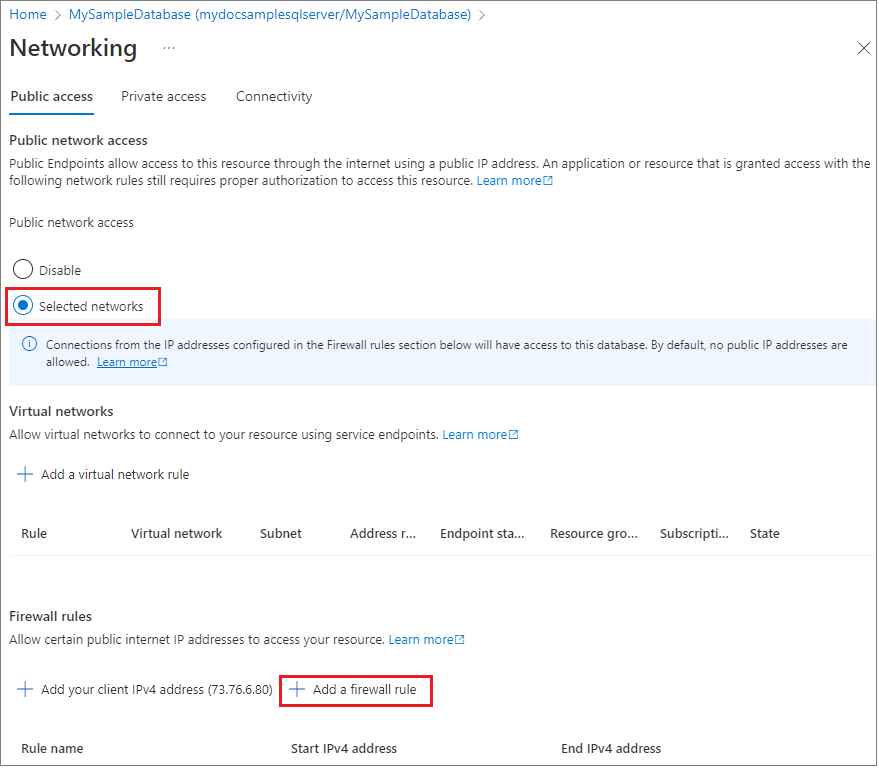 Home > MySampleDatabase (mydocsamplesqlserver/MySampleDatabase) >
Networking ...
Public access Private access Connectivity
Public network access
Public Endpoints allow access to this resource through the internet using a public IP address. An application or resource that is granted access with the
following network rules still requires proper authorization to access this resource. Learn more
Public network access
Disable
Selected networks
Connections from the IP addresses configured in the Firewall rules section below will have access to this database. By default, no public IP addresses are
allowed. Learn more
Virtual networks
Allow virtual networks to connect to your resource using service endpoints. Learn more
+ Add a virtual network rule
Rule Virtual network Subnet Address r... Endpoint sta... Resource gro... Subscripti... State
Firewall rules
Allow certain public internet IP addresses to access your resource. Learn more
+ Add your client IPv4 address (73.76.6.80) + Add a firewall rule
Rule name Start IPv4 address End IPv4 address